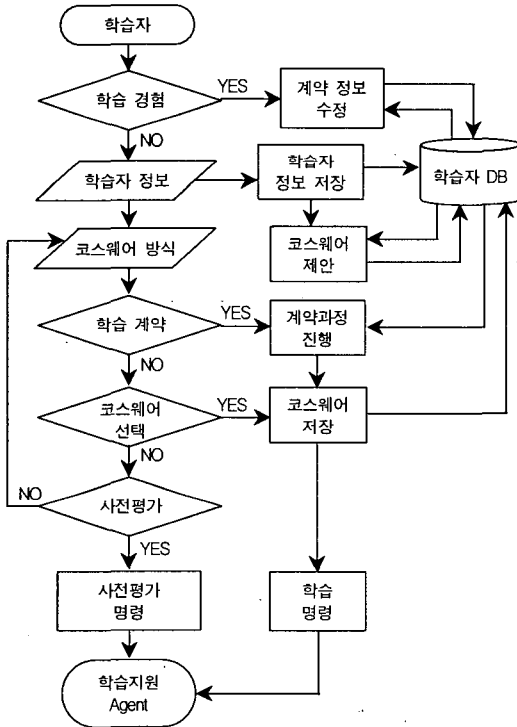 학습자
학습 경험
YES
계약 정보
수정
NO
학습자 정보
학습자
정보 저장
학습자 DB
코스웨어 방식
코스웨어
제안
학습 계약
YES
계약과정
진행
NO
코스웨어
선택
YES
코스웨어
저장
NO
NO
사전평가
YES
사전평가
명령
학습
명령
학습지원
Agent